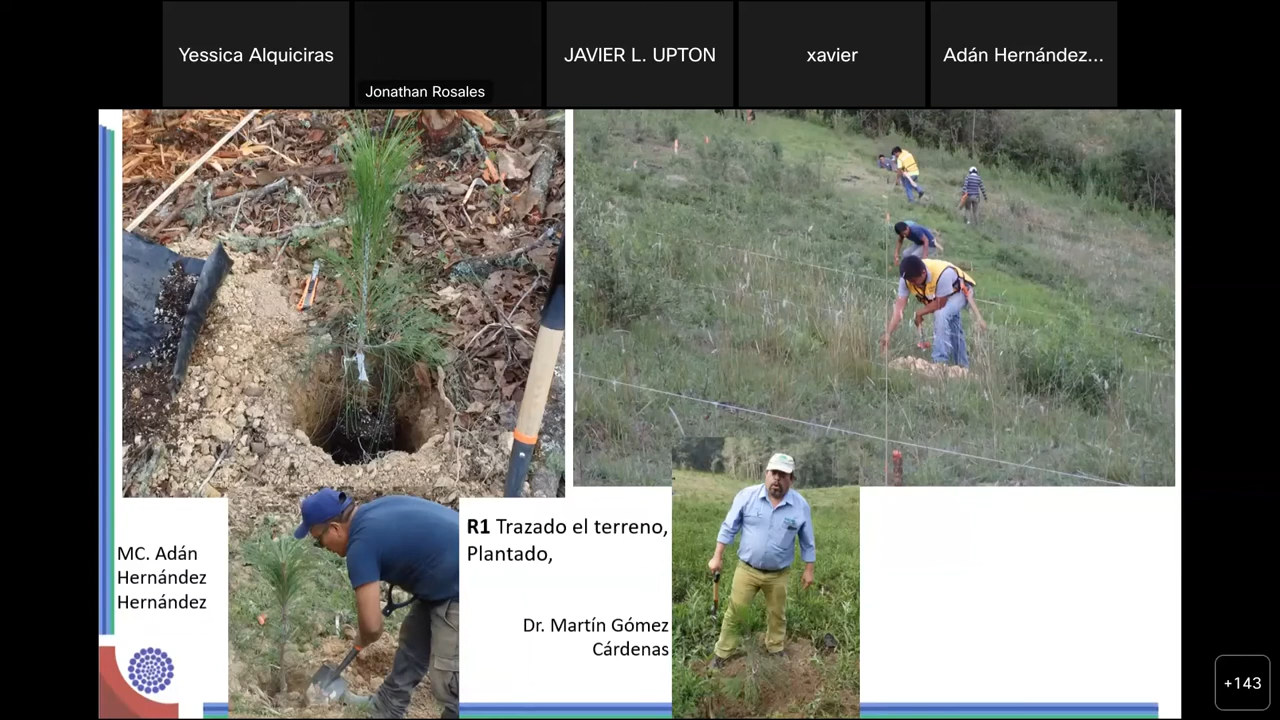 Yessica Alquiciras
Jonathan Rosales
JAVIER L. UPTON
xavier
Adán Hernández...
MC. Adán
Hernández
Hernández
R1 Trazado el terreno,
Plantado,
Dr. Martín Gómez
Cárdenas
+143